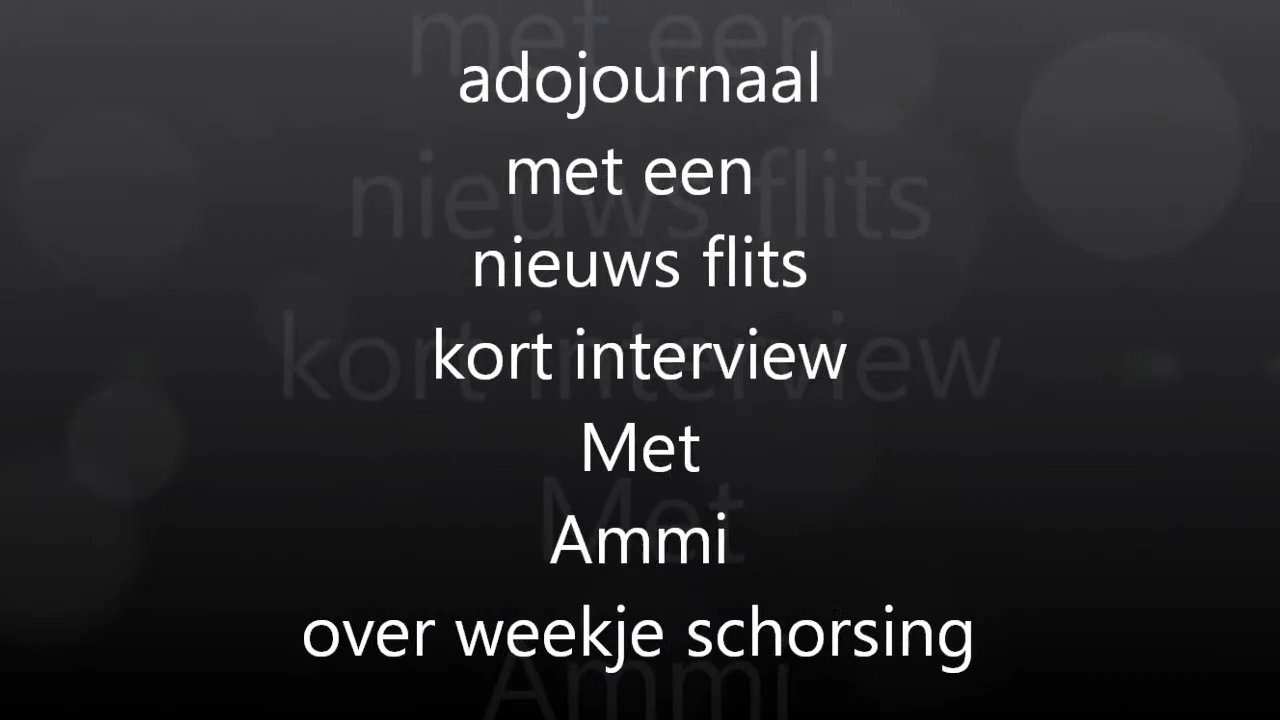 adojournaal
met een
nieuws flits
kort interview
Met
Ammi
over weekje schorsing